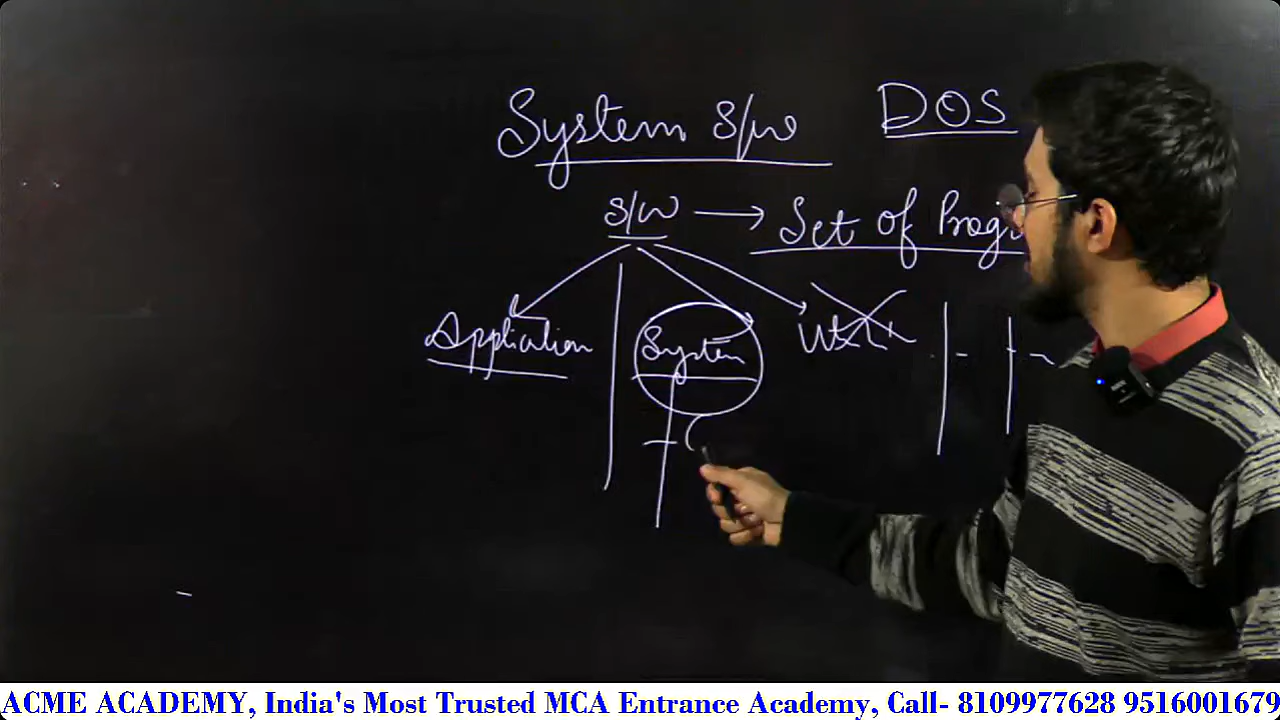 System s/w DOS
s/w → Set of Prog
Application System
ACME ACADEMY, India's Most Trusted MCA Entrance Academy, Call- 8109977628 9516001679